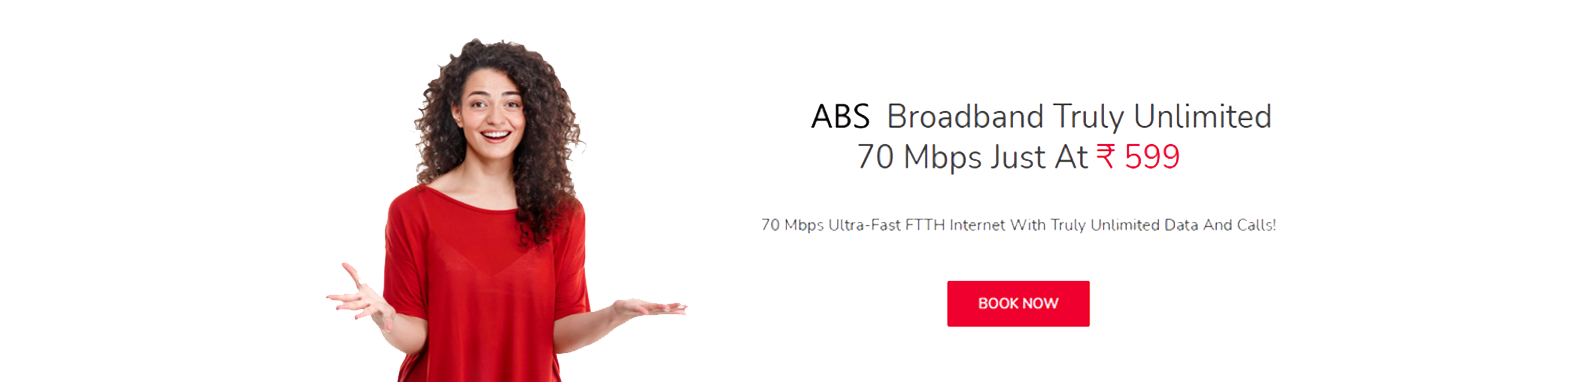 ABS Broadband Truly Unlimited
70 Mbps Just At ₹ 599
70 Mbps Ultra-Fast FTTH Internet With Truly Unlimited Data And Calls!
BOOK NOW